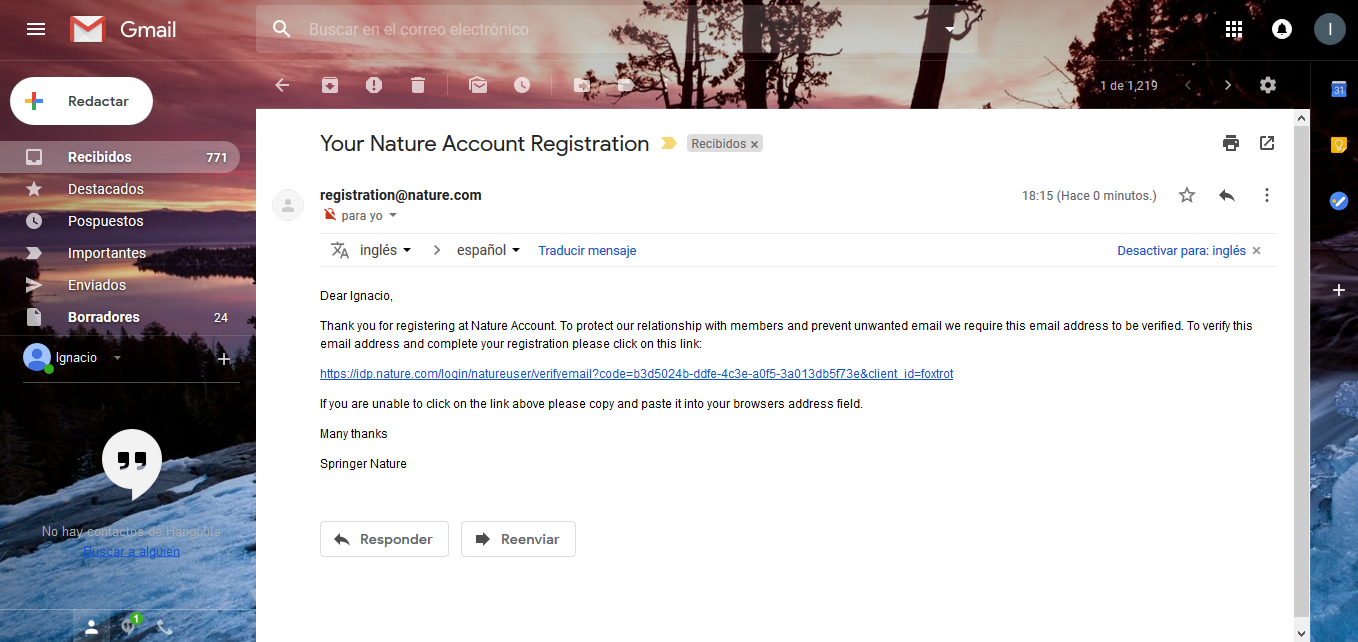 Gmail
Buscar en el correo electrónico
I
Redactar
1 de 1,219
31
Recibidos 771
Destacados
Pospuestos
Importantes
Enviados
Borradores 24
Ignacio
No hay contactos de Hangouts
Buscar a alguien
1
Your Nature Account Registration Recibidos ×
registration@nature.com 18:15 (Hace 0 minutos.)
para yo
inglés > español Traducir mensaje Desactivar para: inglés ×
Dear Ignacio,
Thank you for registering at Nature Account. To protect our relationship with members and prevent unwanted email we require this email address to be verified. To verify this
email address and complete your registration please click on this link:
https://idp.nature.com/login/natureuser/verifyemail?code=b3d5024b-ddfe-4c3e-a0f5-3a013db5f73e&client_id=foxtrot
If you are unable to click on the link above please copy and paste it into your browsers address field.
Many thanks
Springer Nature
Responder Reenviar